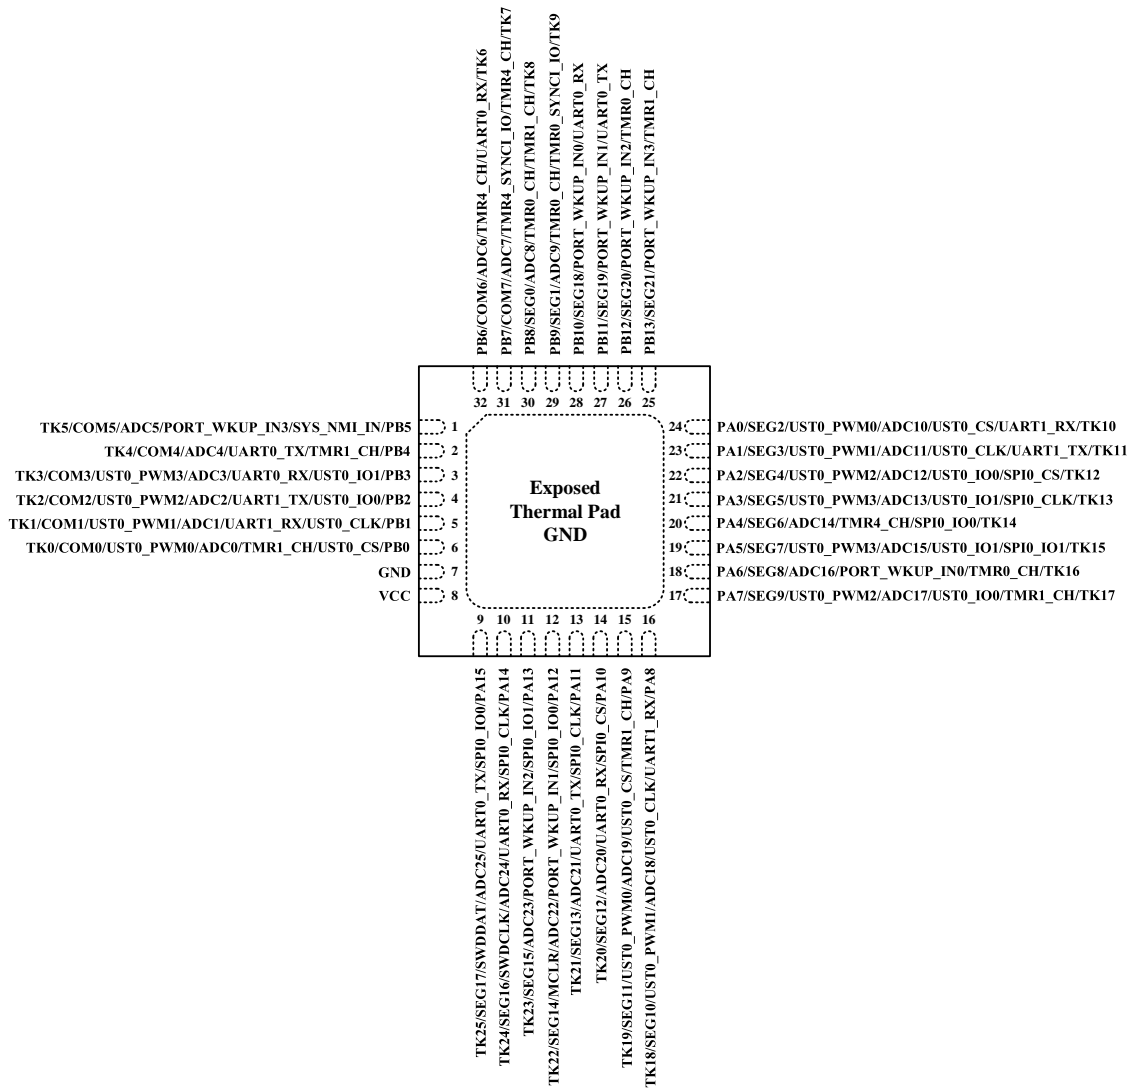 PB6/COM6/ADC6/TMR4_CH/UART0_RX/TK6
PB7/COM7/ADC7/TMR4_SYNCI_IO/TMR4_CH/TK7
PB8/SEG0/ADC8/TMR0_CH/TMR1_CH/TK8
PB9/SEG1/ADC9/TMR0_CH/TMR0_SYNCI_IO/TK9
PB10/SEG18/PORT_WKUP_IN0/UART0_RX
PB11/SEG19/PORT_WKUP_IN1/UART0_TX
PB12/SEG20/PORT_WKUP_IN2/TMR0_CH
PB13/SEG21/PORT_WKUP_IN3/TMR1_CH
32 31 30 29 28 27 26 25
TK5/COM5/ADC5/PORT_WKUP_IN3/SYS_NMI_IN/PB5 1
TK4/COM4/ADC4/UART0_TX/TMR1_CH/PB4 2
TK3/COM3/UST0_PWM3/ADC3/UART0_RX/UST0_IO1/PB3 3
TK2/COM2/UST0_PWM2/ADC2/UART1_TX/UST0_IO0/PB2 4
TK1/COM1/UST0_PWM1/ADC1/UART1_RX/UST0_CLK/PB1 5
TK0/COM0/UST0_PWM0/ADC0/TMR1_CH/UST0_CS/PB0 6
GND 7
VCC 8
Exposed
Thermal Pad
GND
24 PA0/SEG2/UST0_PWM0/ADC10/UST0_CS/UART1_RX/TK10
23 PA1/SEG3/UST0_PWM1/ADC11/UST0_CLK/UART1_TX/TK11
22 PA2/SEG4/UST0_PWM2/ADC12/UST0_IO0/SPI0_CS/TK12
21 PA3/SEG5/UST0_PWM3/ADC13/UST0_IO1/SPI0_CLK/TK13
20 PA4/SEG6/ADC14/TMR4_CH/SPI0_IO0/TK14
19 PA5/SEG7/UST0_PWM3/ADC15/UST0_IO1/SPI0_IO1/TK15
18 PA6/SEG8/ADC16/PORT_WKUP_IN0/TMR0_CH/TK16
17 PA7/SEG9/UST0_PWM2/ADC17/UST0_IO0/TMR1_CH/TK17
9 10 11 12 13 14 15 16
TK25/SEG17/SWDDAT/ADC25/UART0_TX/SPI0_IO0/PA15
TK24/SEG16/SWDCLK/ADC24/UART0_RX/SPI0_CLK/PA14
TK23/SEG15/ADC23/PORT_WKUP_IN2/SPI0_IO1/PA13
TK22/SEG14/MCLR/ADC22/PORT_WKUP_IN1/SPI0_IO0/PA12
TK21/SEG13/ADC21/UART0_TX/SPI0_CLK/PA11
TK20/SEG12/ADC20/UART0_RX/SPI0_CS/PA10
TK19/SEG11/UST0_PWM0/ADC19/UST0_CS/TMR1_CH/PA9
TK18/SEG10/UST0_PWM1/ADC18/UST0_CLK/UART1_RX/PA8